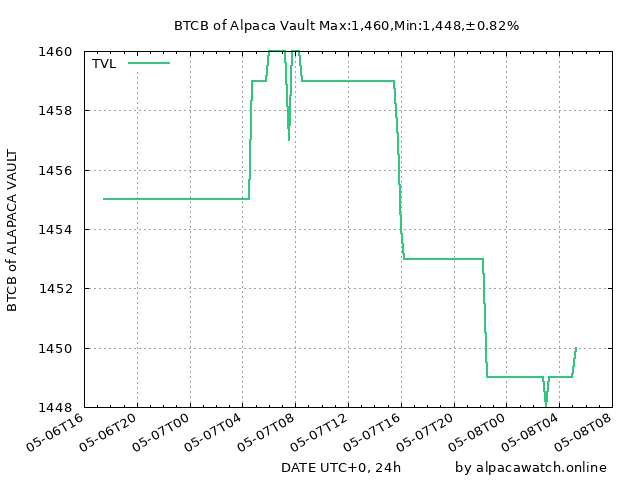 BTCB of Alpaca Vault Max:1,460,Min:1,448,±0.82%
TVL
1460
1458
1456
1454
1452
1450
1448
BTCB of ALAPACA VAULT
05-06T16
05-06T20
05-07T00
05-07T04
05-07T08
05-07T12
05-07T16
05-07T20
05-08T00
05-08T04
05-08T08
DATE UTC+0, 24h
by alpacawatch.online